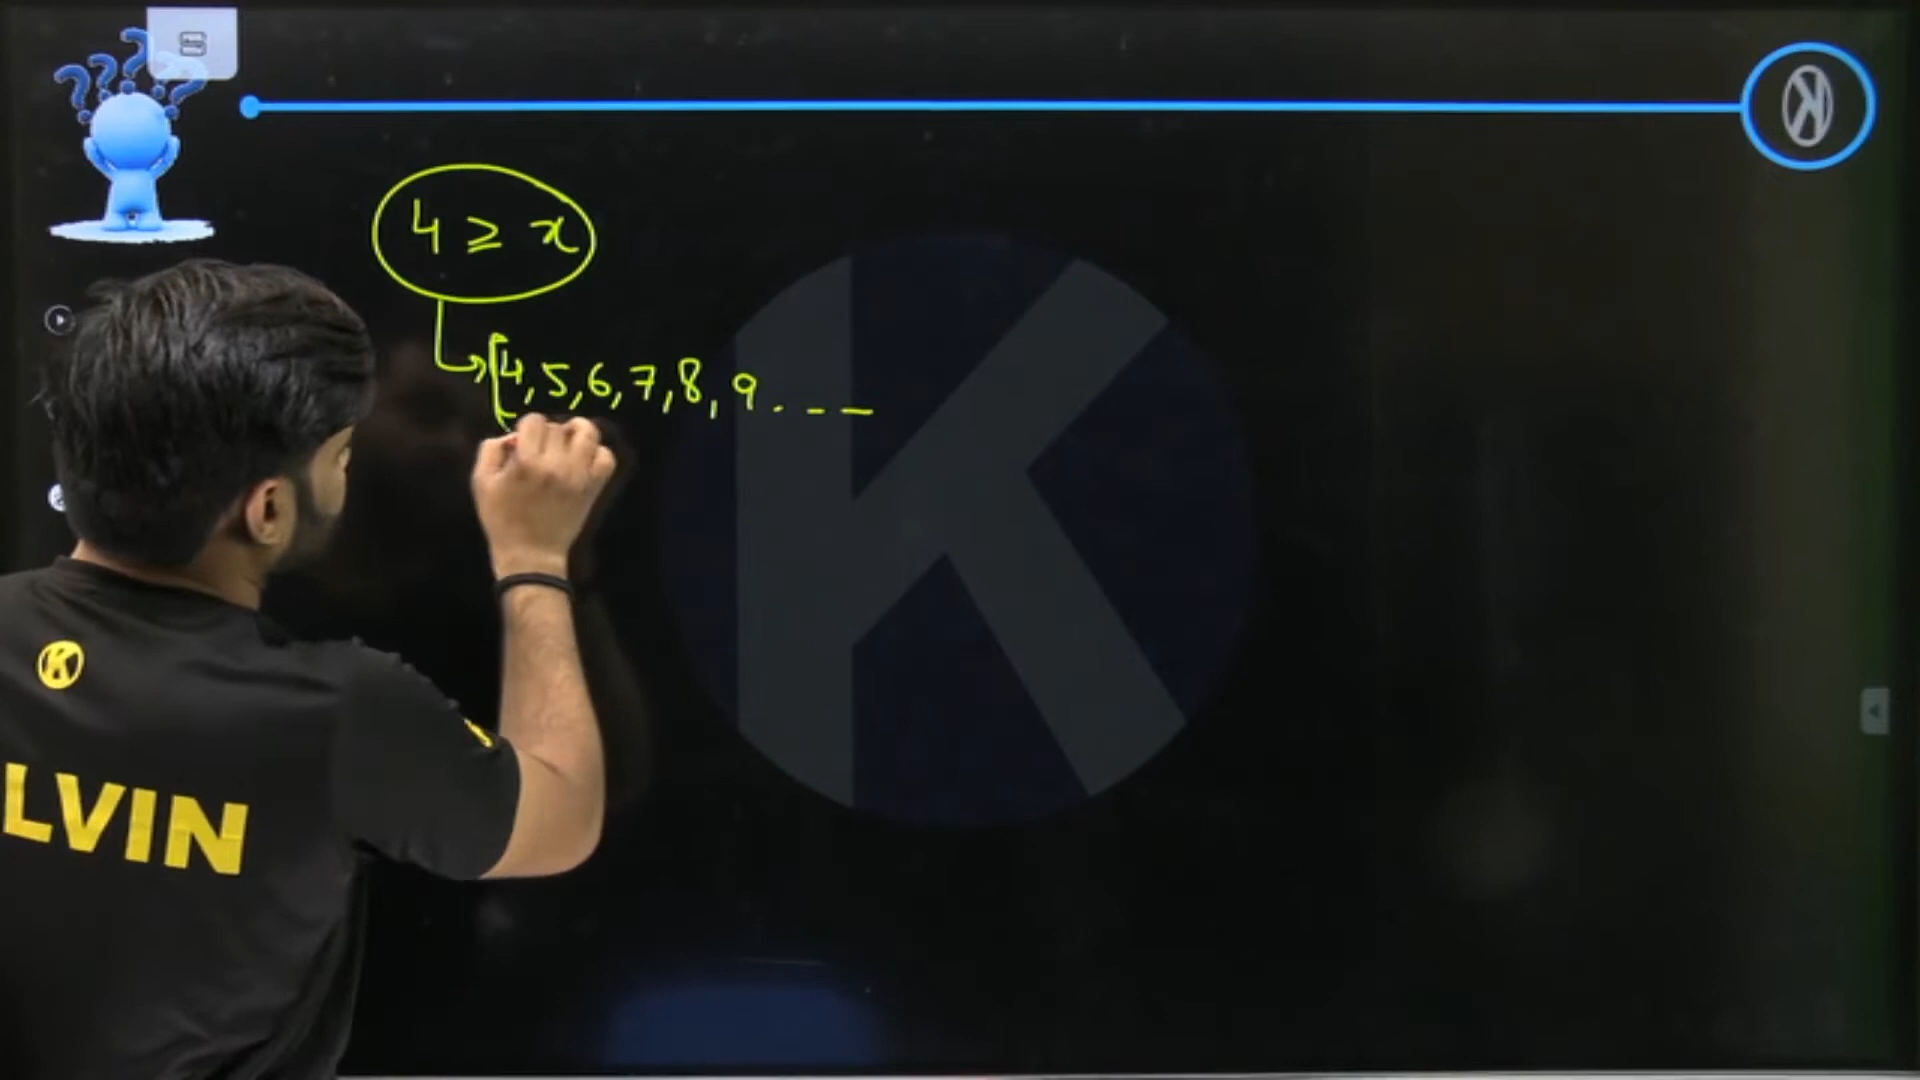 4 ≥ x
[4,5,6,7,8,9. – –
K
LVIN